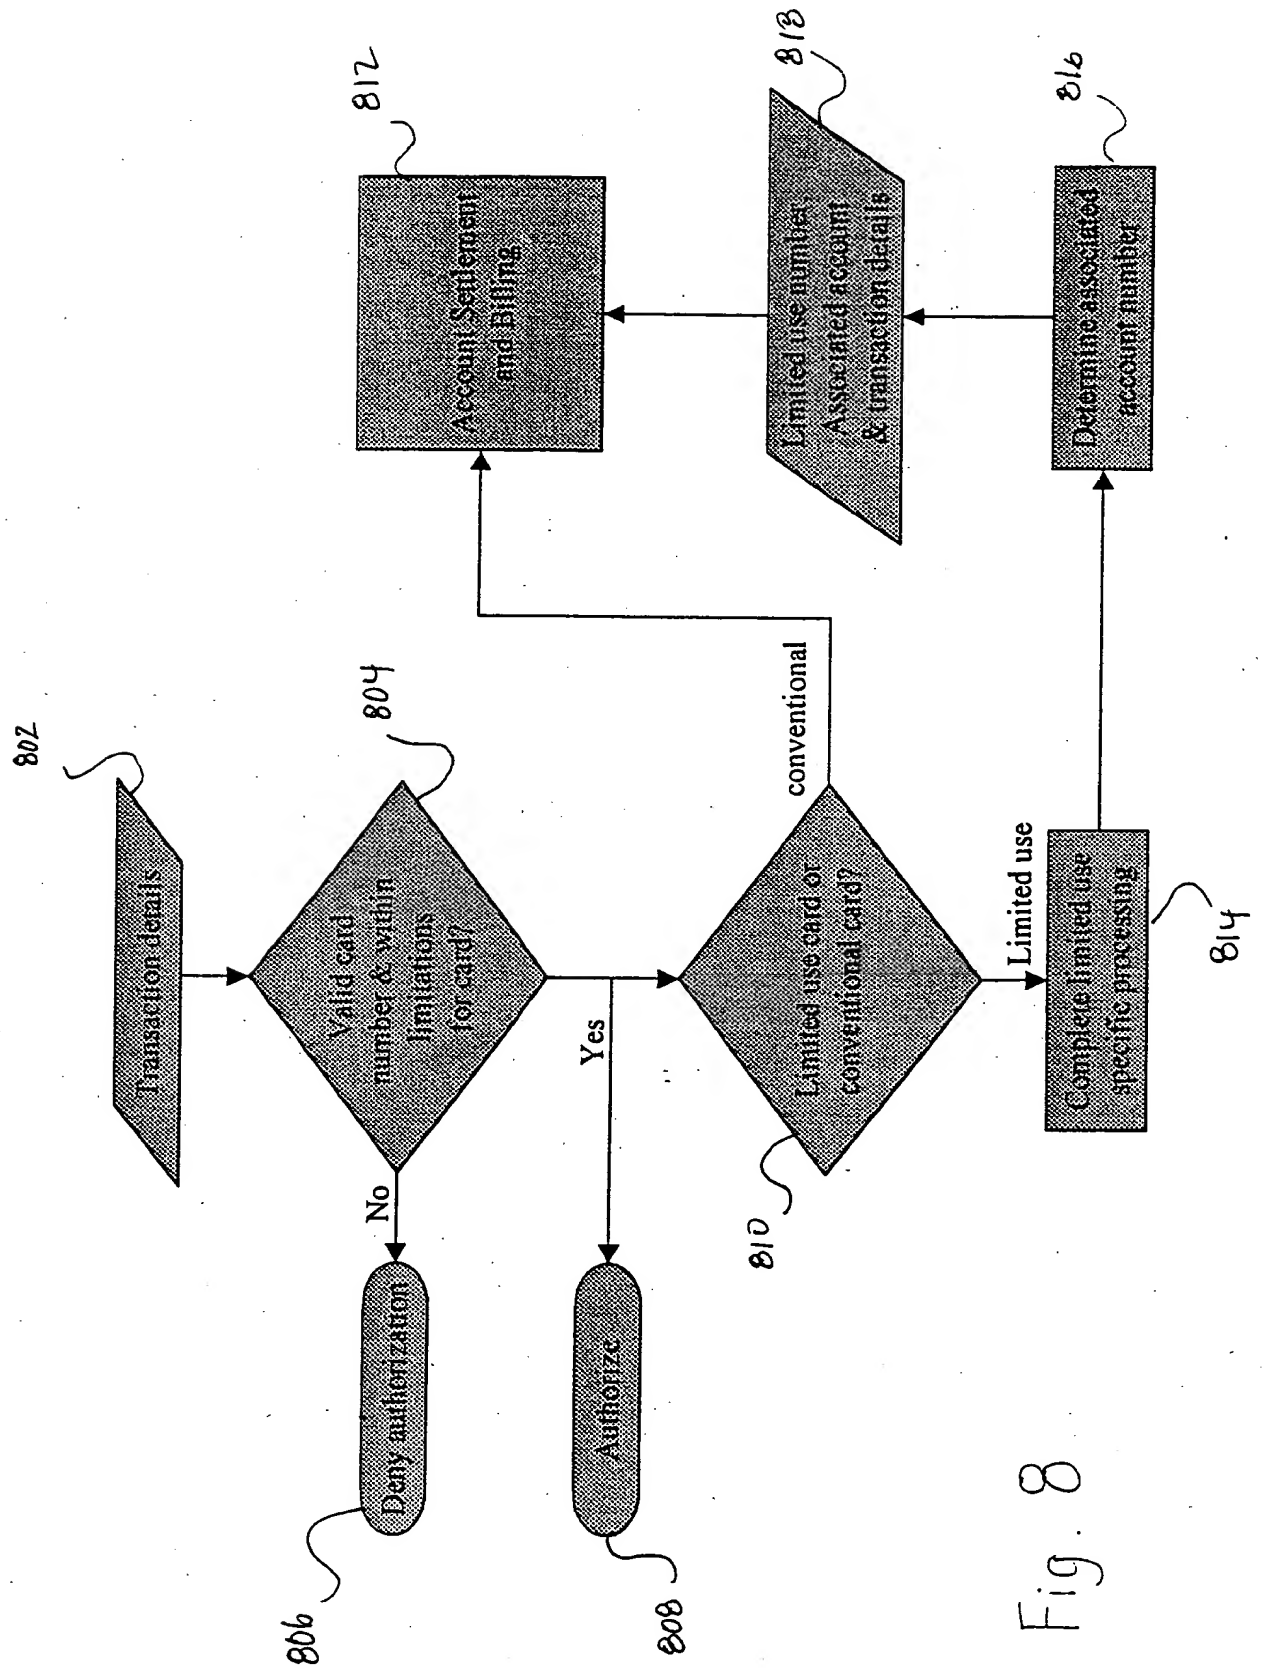 802
Transaction details
804
Valid card
number & within
limitations
for card?
No
806
Deny authorization
Yes
808
Authorize
810
Limited use card or
conventional card?
conventional
812
Account Settlement
and Billing
Limited use
814
Complete limited use
specific processing
816
Determine associated
account number
818
Limited use number,
Associated account
& transaction details
Fig. 8